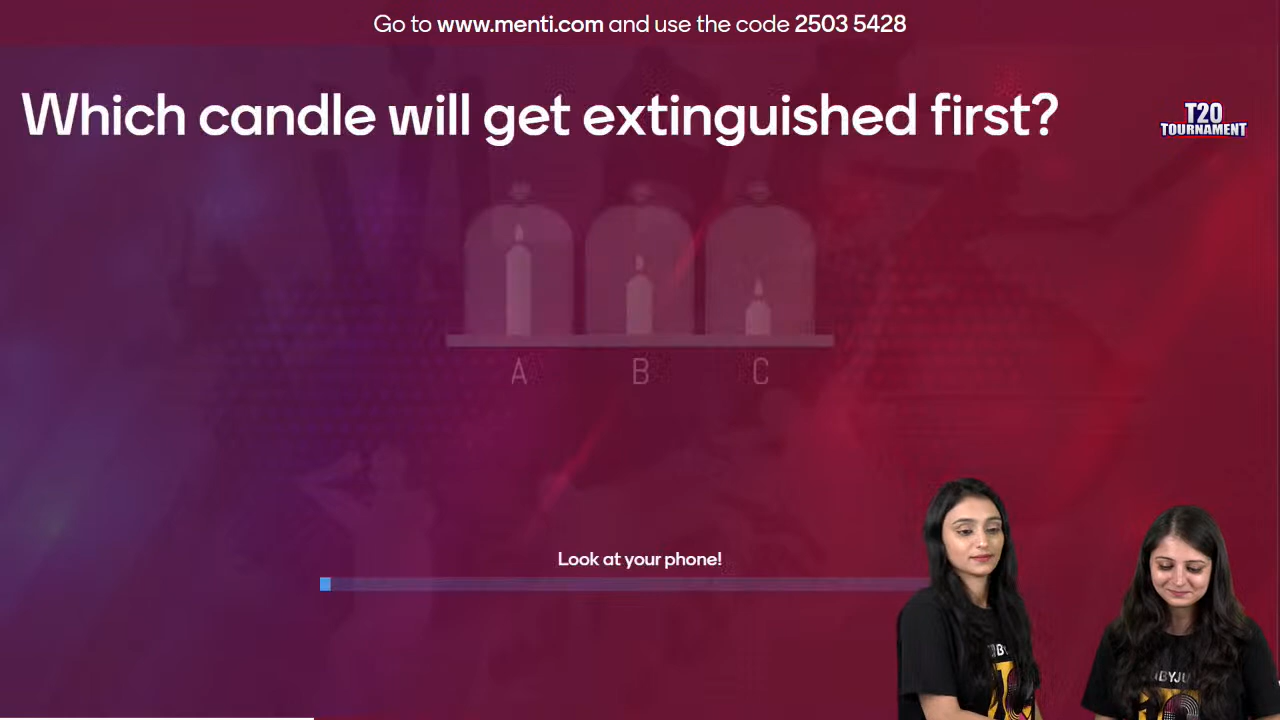 Go to www.menti.com and use the code 2503 5428
Which candle will get extinguished first?
T20
TOURNAMENT
A B C
Look at your phone!